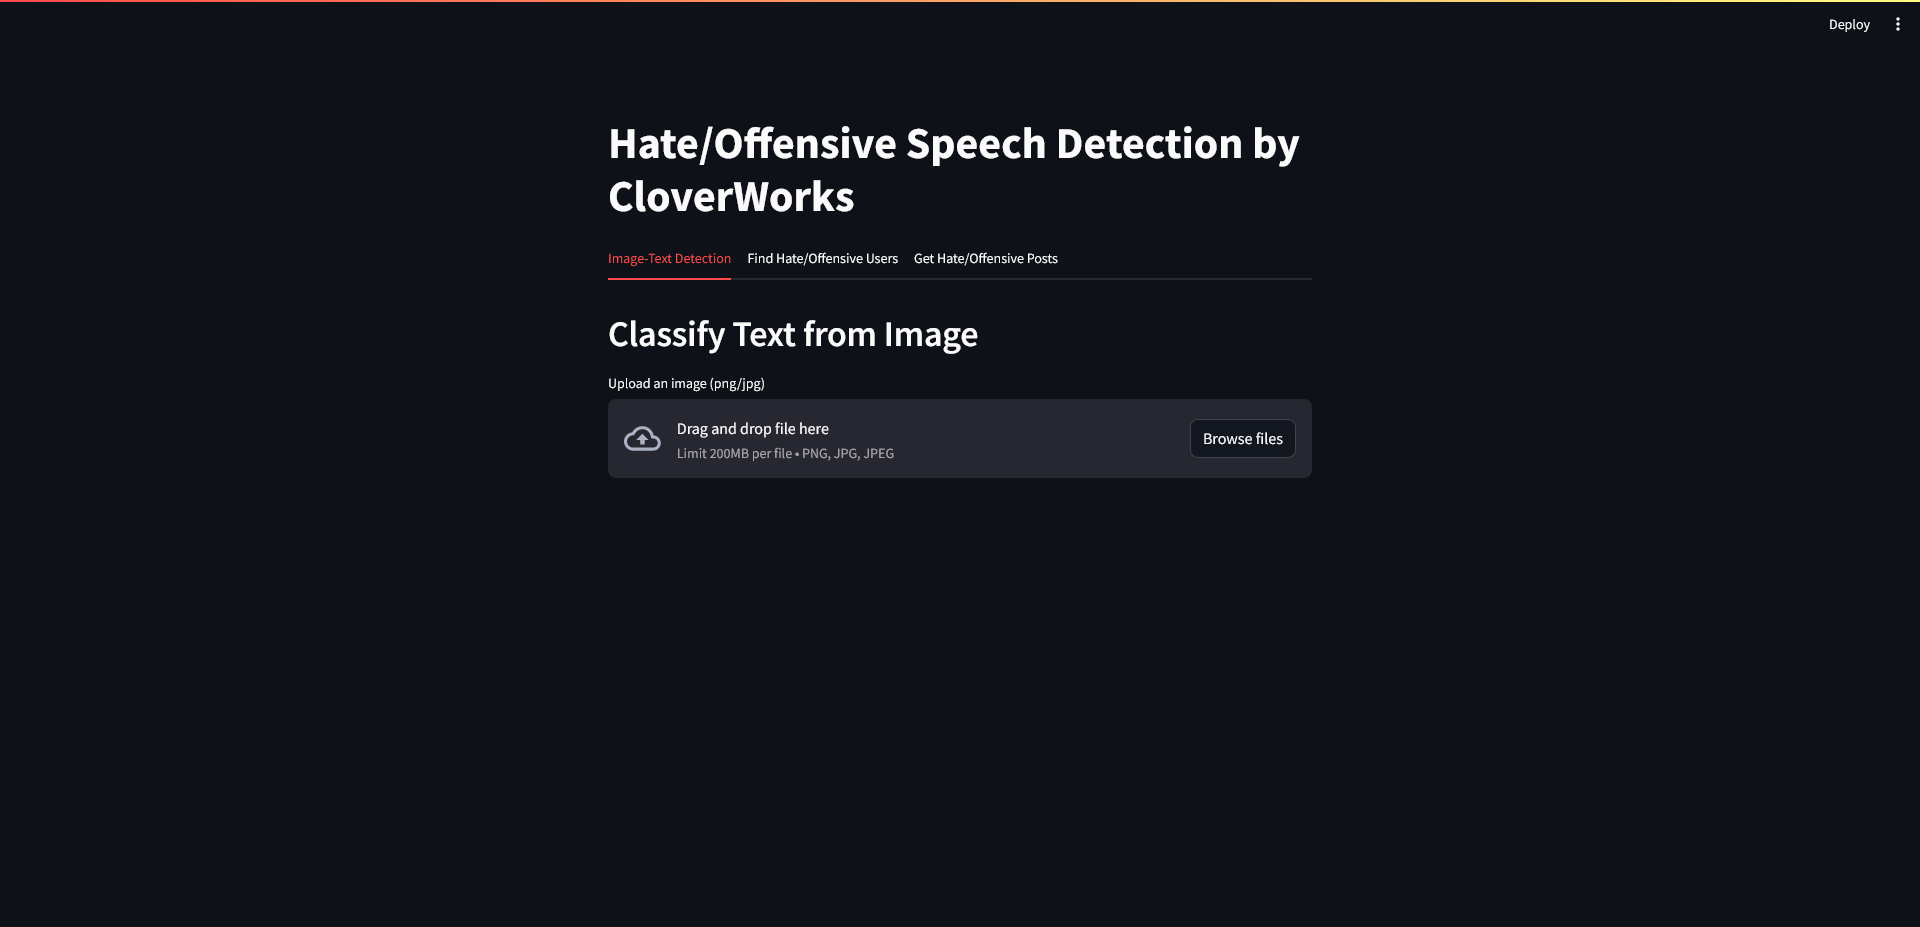 Deploy
Hate/Offensive Speech Detection by
CloverWorks
Image-Text Detection Find Hate/Offensive Users Get Hate/Offensive Posts
Classify Text from Image
Upload an image (png/jpg)
Drag and drop file here
Limit 200MB per file • PNG, JPG, JPEG
Browse files